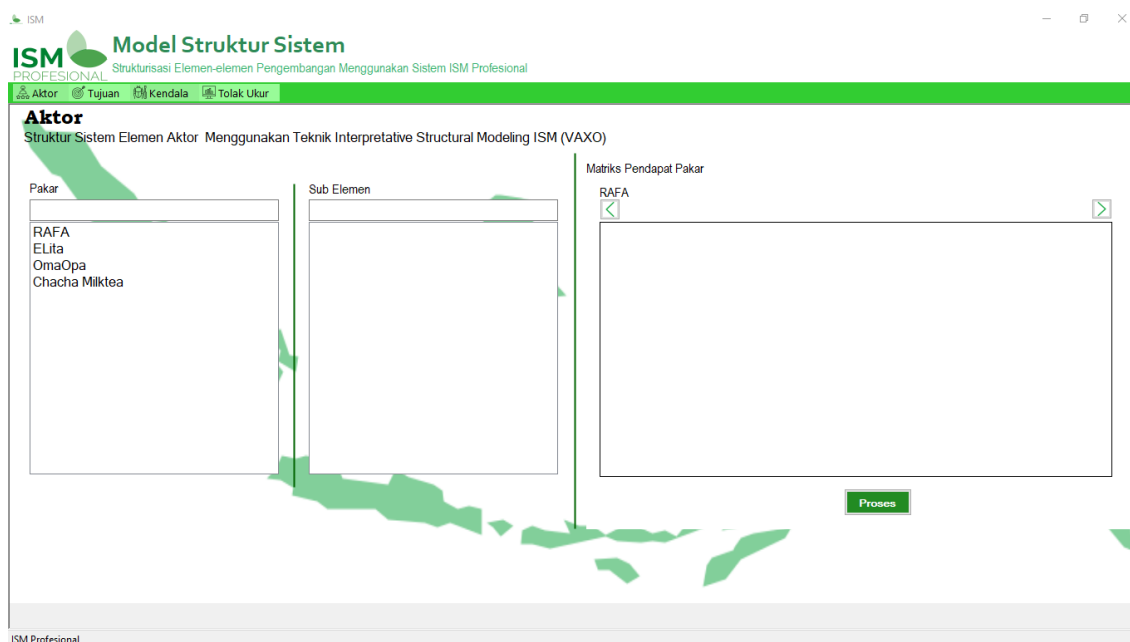 ISM
ISM
PROFESIONAL
Model Struktur Sistem
Strukturisasi Elemen-elemen Pengembangan Menggunakan Sistem ISM Profesional
Aktor Tujuan Kendala Tolak Ukur
Aktor
Struktur Sistem Elemen Aktor Menggunakan Teknik Interpretative Structural Modeling ISM (VAXO)
Pakar
RAFA
ELita
OmaOpa
Chacha Milktea
Sub Elemen
Matriks Pendapat Pakar
RAFA
Proses
ISM Profesional